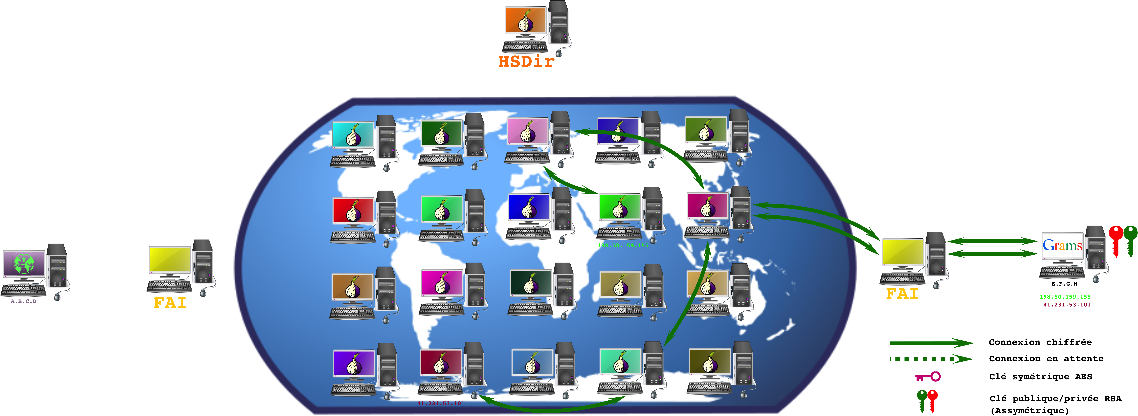 HSDir
A.B.C.D
FAI
FAI
Grams
E.F.G.H
Connexion chiffrée
Connexion en attente
Clé symétrique AES
Clé publique/privée RSA
(Assymétrique)